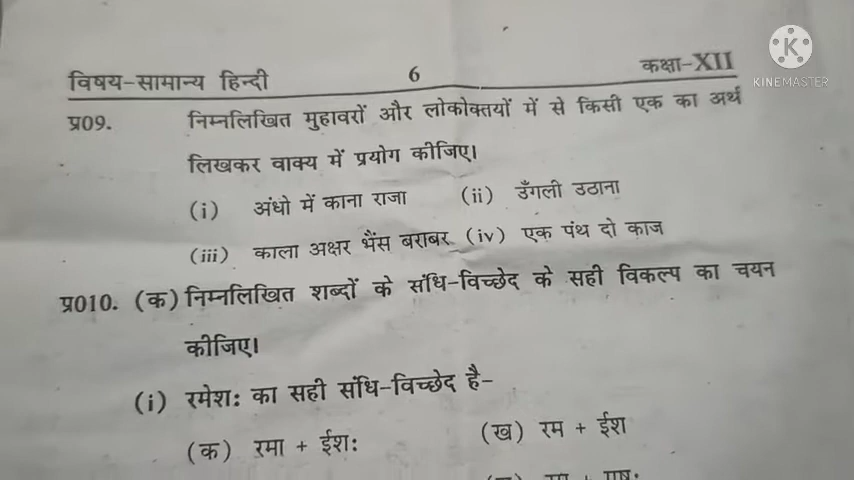 विषय-सामान्य हिन्दी 6 कक्षा-XII
KINEMASTER
प्र09. निम्नलिखित मुहावरों और लोकोक्तयों में से किसी एक का अर्थ
लिखकर वाक्य में प्रयोग कीजिए।
(i) अंधो में काना राजा (ii) उँगली उठाना
(iii) काला अक्षर भैंस बराबर (iv) एक पंथ दो काज
प्र010. (क) निम्नलिखित शब्दों के संधि-विच्छेद के सही विकल्प का चयन
कीजिए।
(i) रमेश: का सही संधि-विच्छेद है-
(क) रमा + ईश: (ख) रम + ईश